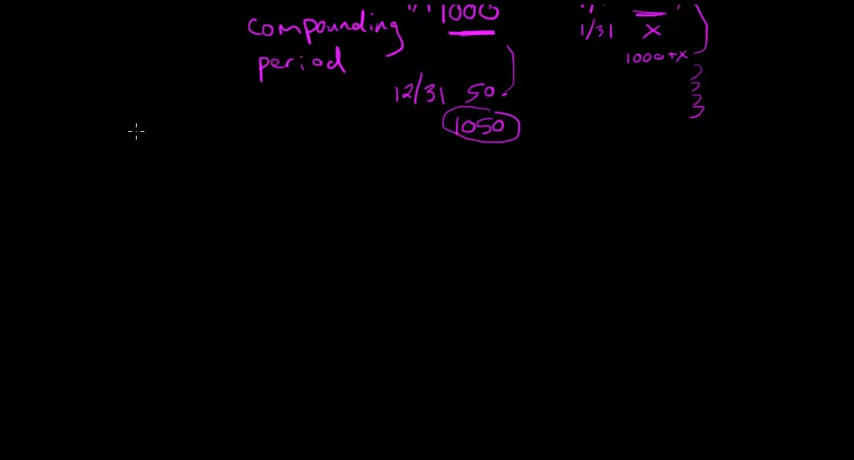 compounding
period
1000
12/31 50.
1050
1/31 X
1000+X